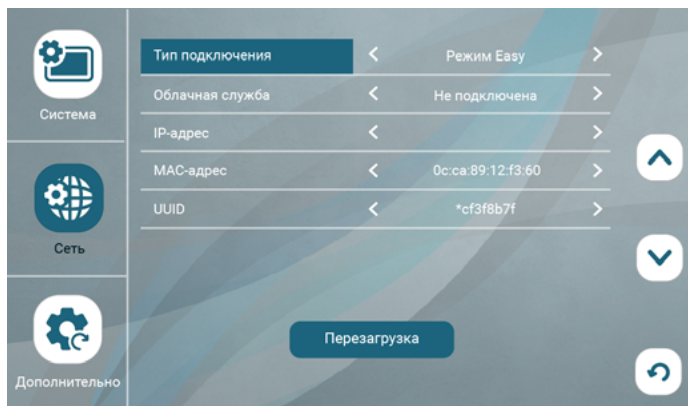 Система
Сеть
Дополнительно
Тип подключения Режим Easy
Облачная служба Не подключена
IP-адрес
MAC-адрес 0c:ca:89:12:f3:60
UUID *cf3f8b7f
Перезагрузка